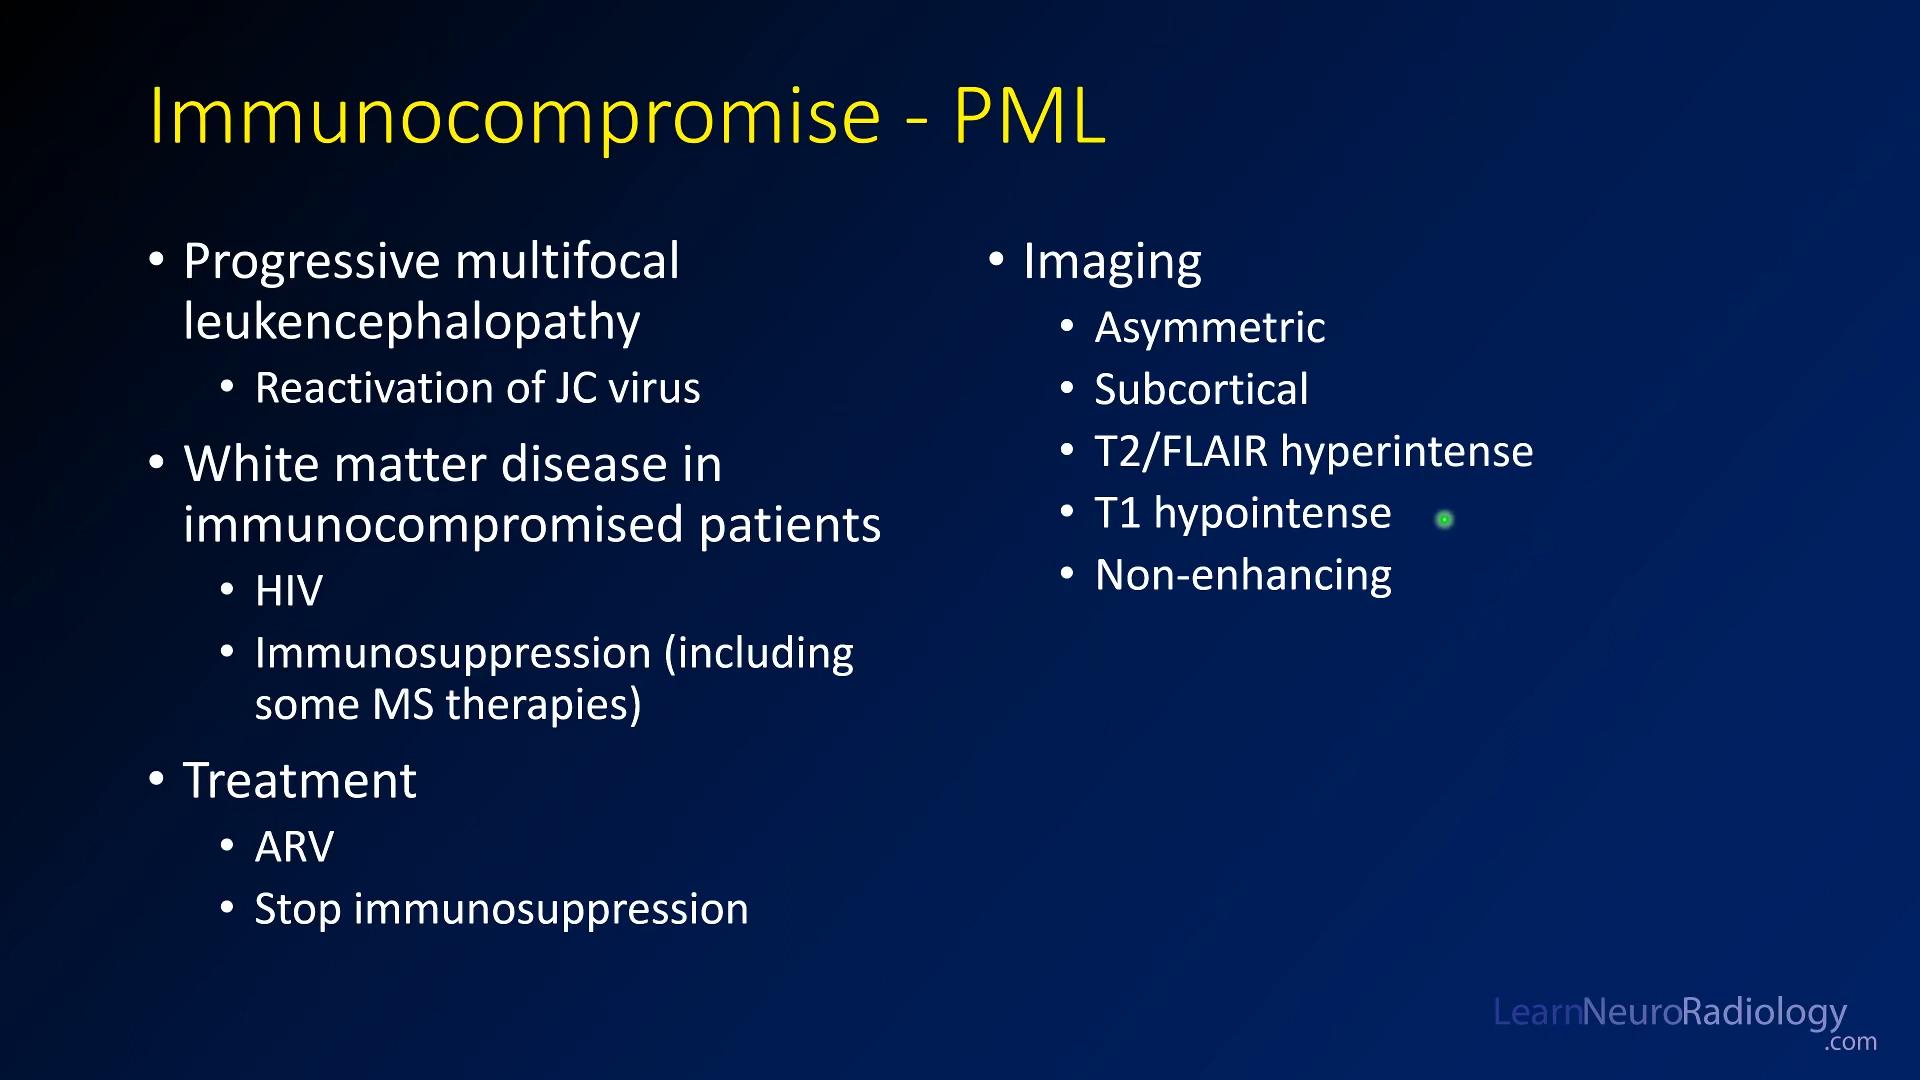 Immunocompromise - PML
• Progressive multifocal
leukencephalopathy
• Reactivation of JC virus
• White matter disease in
immunocompromised patients
• HIV
• Immunosuppression (including
some MS therapies)
• Treatment
• ARV
• Stop immunosuppression
• Imaging
• Asymmetric
• Subcortical
• T2/FLAIR hyperintense
• T1 hypointense
• Non-enhancing
LearnNeuroRadiology
.com